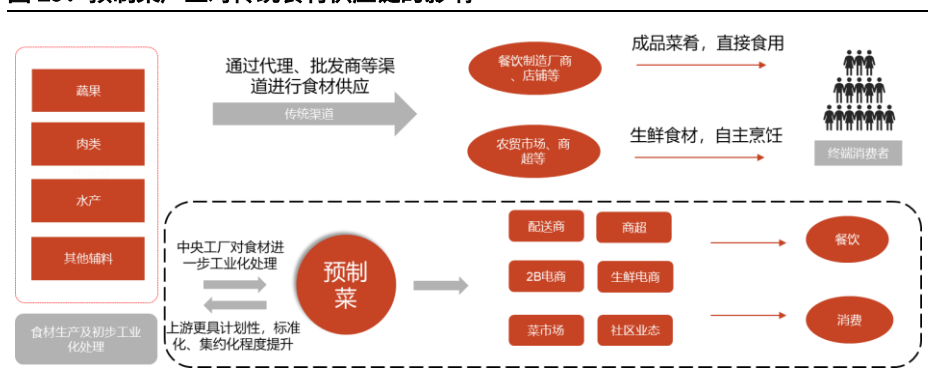 蔬果
肉类
水产
其他辅料
食材生产及初步工业
化处理
通过代理、批发商等渠
道进行食材供应
传统渠道
餐饮制造厂商
、店铺等
农贸市场、商
超等
成品菜肴，直接食用
生鲜食材，自主烹饪
终端消费者
中央工厂对食材进
一步工业化处理
上游更具计划性，标准
化、集约化程度提升
预制
菜
配送商
商超
2B电商
生鲜电商
菜市场
社区业态
餐饮
消费